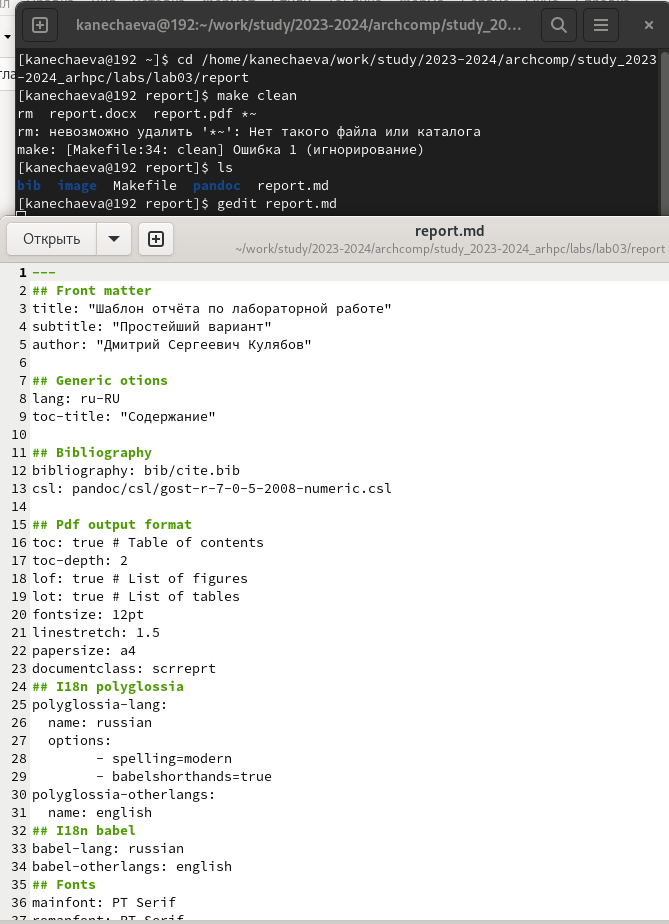 kanechaeva@192:~/work/study/2023-2024/archcomp/study_20...
[kanechaeva@192 ~]$ cd /home/kanechaeva/work/study/2023-2024/archcomp/study_2023
-2024_arhpc/labs/lab03/report
[kanechaeva@192 report]$ make clean
rm  report.docx  report.pdf *~
rm: невозможно удалить '*~': Нет такого файла или каталога
make: [Makefile:34: clean] Ошибка 1 (игнорирование)
[kanechaeva@192 report]$ ls
bib  image  Makefile  pandoc  report.md
[kanechaeva@192 report]$ gedit report.md
Открыть
report.md
~/work/study/2023-2024/archcomp/study_2023-2024_arhpc/labs/lab03/report
1 ---
2 ## Front matter
3 title: "Шаблон отчёта по лабораторной работе"
4 subtitle: "Простейший вариант"
5 author: "Дмитрий Сергеевич Кулябов"
6
7 ## Generic otions
8 lang: ru-RU
9 toc-title: "Содержание"
10
11 ## Bibliography
12 bibliography: bib/cite.bib
13 csl: pandoc/csl/gost-r-7-0-5-2008-numeric.csl
14
15 ## Pdf output format
16 toc: true # Table of contents
17 toc-depth: 2
18 lof: true # List of figures
19 lot: true # List of tables
20 fontsize: 12pt
21 linestretch: 1.5
22 papersize: a4
23 documentclass: scrreprt
24 ## I18n polyglossia
25 polyglossia-lang:
26   name: russian
27   options:
28         - spelling=modern
29         - babelshorthands=true
30 polyglossia-otherlangs:
31   name: english
32 ## I18n babel
33 babel-lang: russian
34 babel-otherlangs: english
35 ## Fonts
36 mainfont: PT Serif
37 romanfont: PT Serif